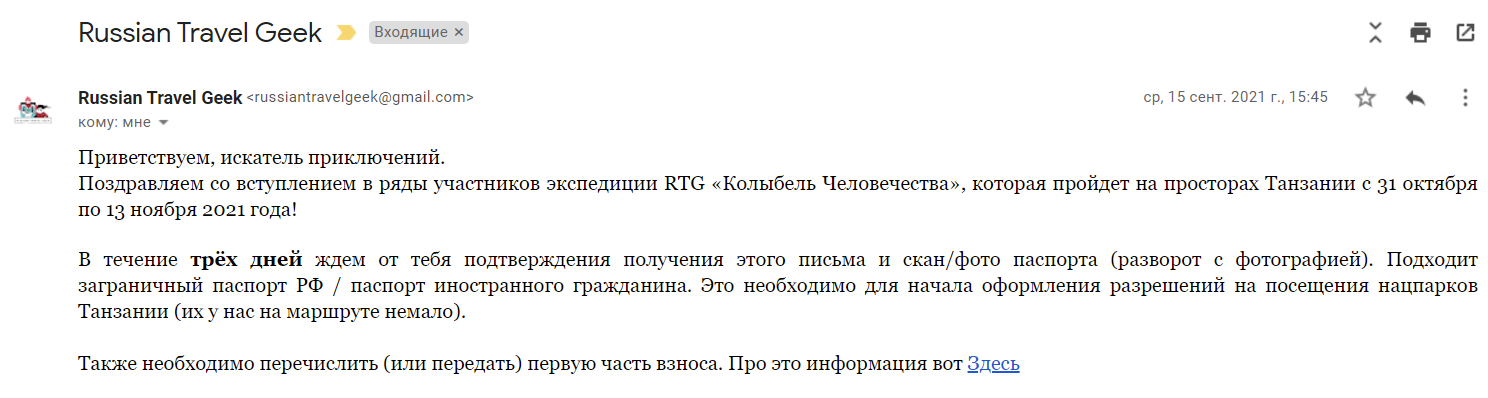 Russian Travel Geek
Входящие ×
Russian Travel Geek <russiantravelgeek@gmail.com>
ср, 15 сент. 2021 г., 15:45
кому: мне
Приветствуем, искатель приключений.
Поздравляем со вступлением в ряды участников экспедиции RTG «Колыбель Человечества», которая пройдет на просторах Танзании с 31 октября
по 13 ноября 2021 года!
В течение трёх дней ждем от тебя подтверждения получения этого письма и скан/фото паспорта (разворот с фотографией). Подходит
заграничный паспорт РФ / паспорт иностранного гражданина. Это необходимо для начала оформления разрешений на посещения нацпарков
Танзании (их у нас на маршруте немало).
Также необходимо перечислить (или передать) первую часть взноса. Про это информация вот Здесь